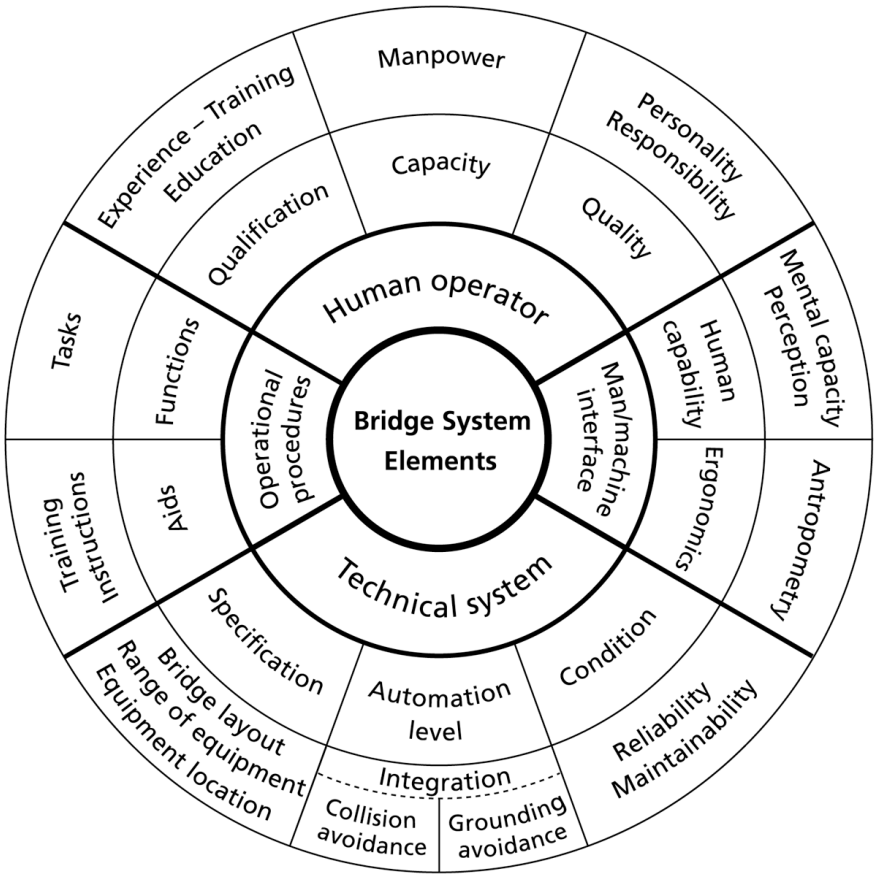 Bridge System
Elements
Human operator
Man/machine
interface
Technical system
Operational
procedures
Qualification
Capacity
Quality
Human
capability
Ergonomics
Condition
Automation
level
Specification
Aids
Functions
Experience – Training
Education
Manpower
Personality
Responsibility
Mental capacity
Perception
Antropometry
Reliability
Maintainability
Integration
Collision
avoidance
Grounding
avoidance
Bridge layout
Range of equipment
Equipment location
Training
Instructions
Tasks